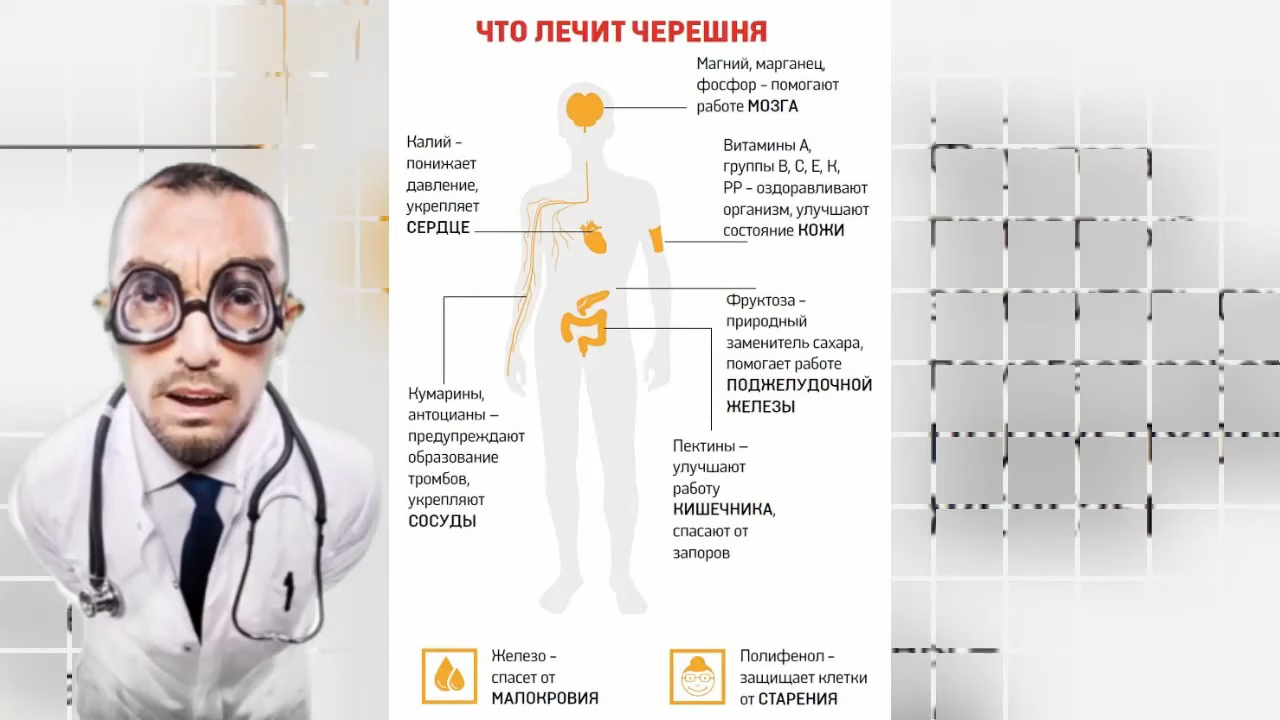 ЧТО ЛЕЧИТ ЧЕРЕШНЯ
Магний, марганец,
фосфор – помогают
работе МОЗГА
Калий –
понижает
давление,
укрепляет
СЕРДЦЕ
Витамины А,
группы В, С, Е, К,
РР – оздоравливают
организм, улучшают
состояние КОЖИ
Фруктоза –
природный
заменитель сахара,
помогает работе
ПОДЖЕЛУДОЧНОЙ
ЖЕЛЕЗЫ
Кумарины,
антоцианы –
предупреждают
образование
тромбов,
укрепляют
СОСУДЫ
Пектины –
улучшают
работу
КИШЕЧНИКА,
спасают от
запоров
Железо –
спасет от
МАЛОКРОВИЯ
Полифенол –
защищает клетки
от СТАРЕНИЯ